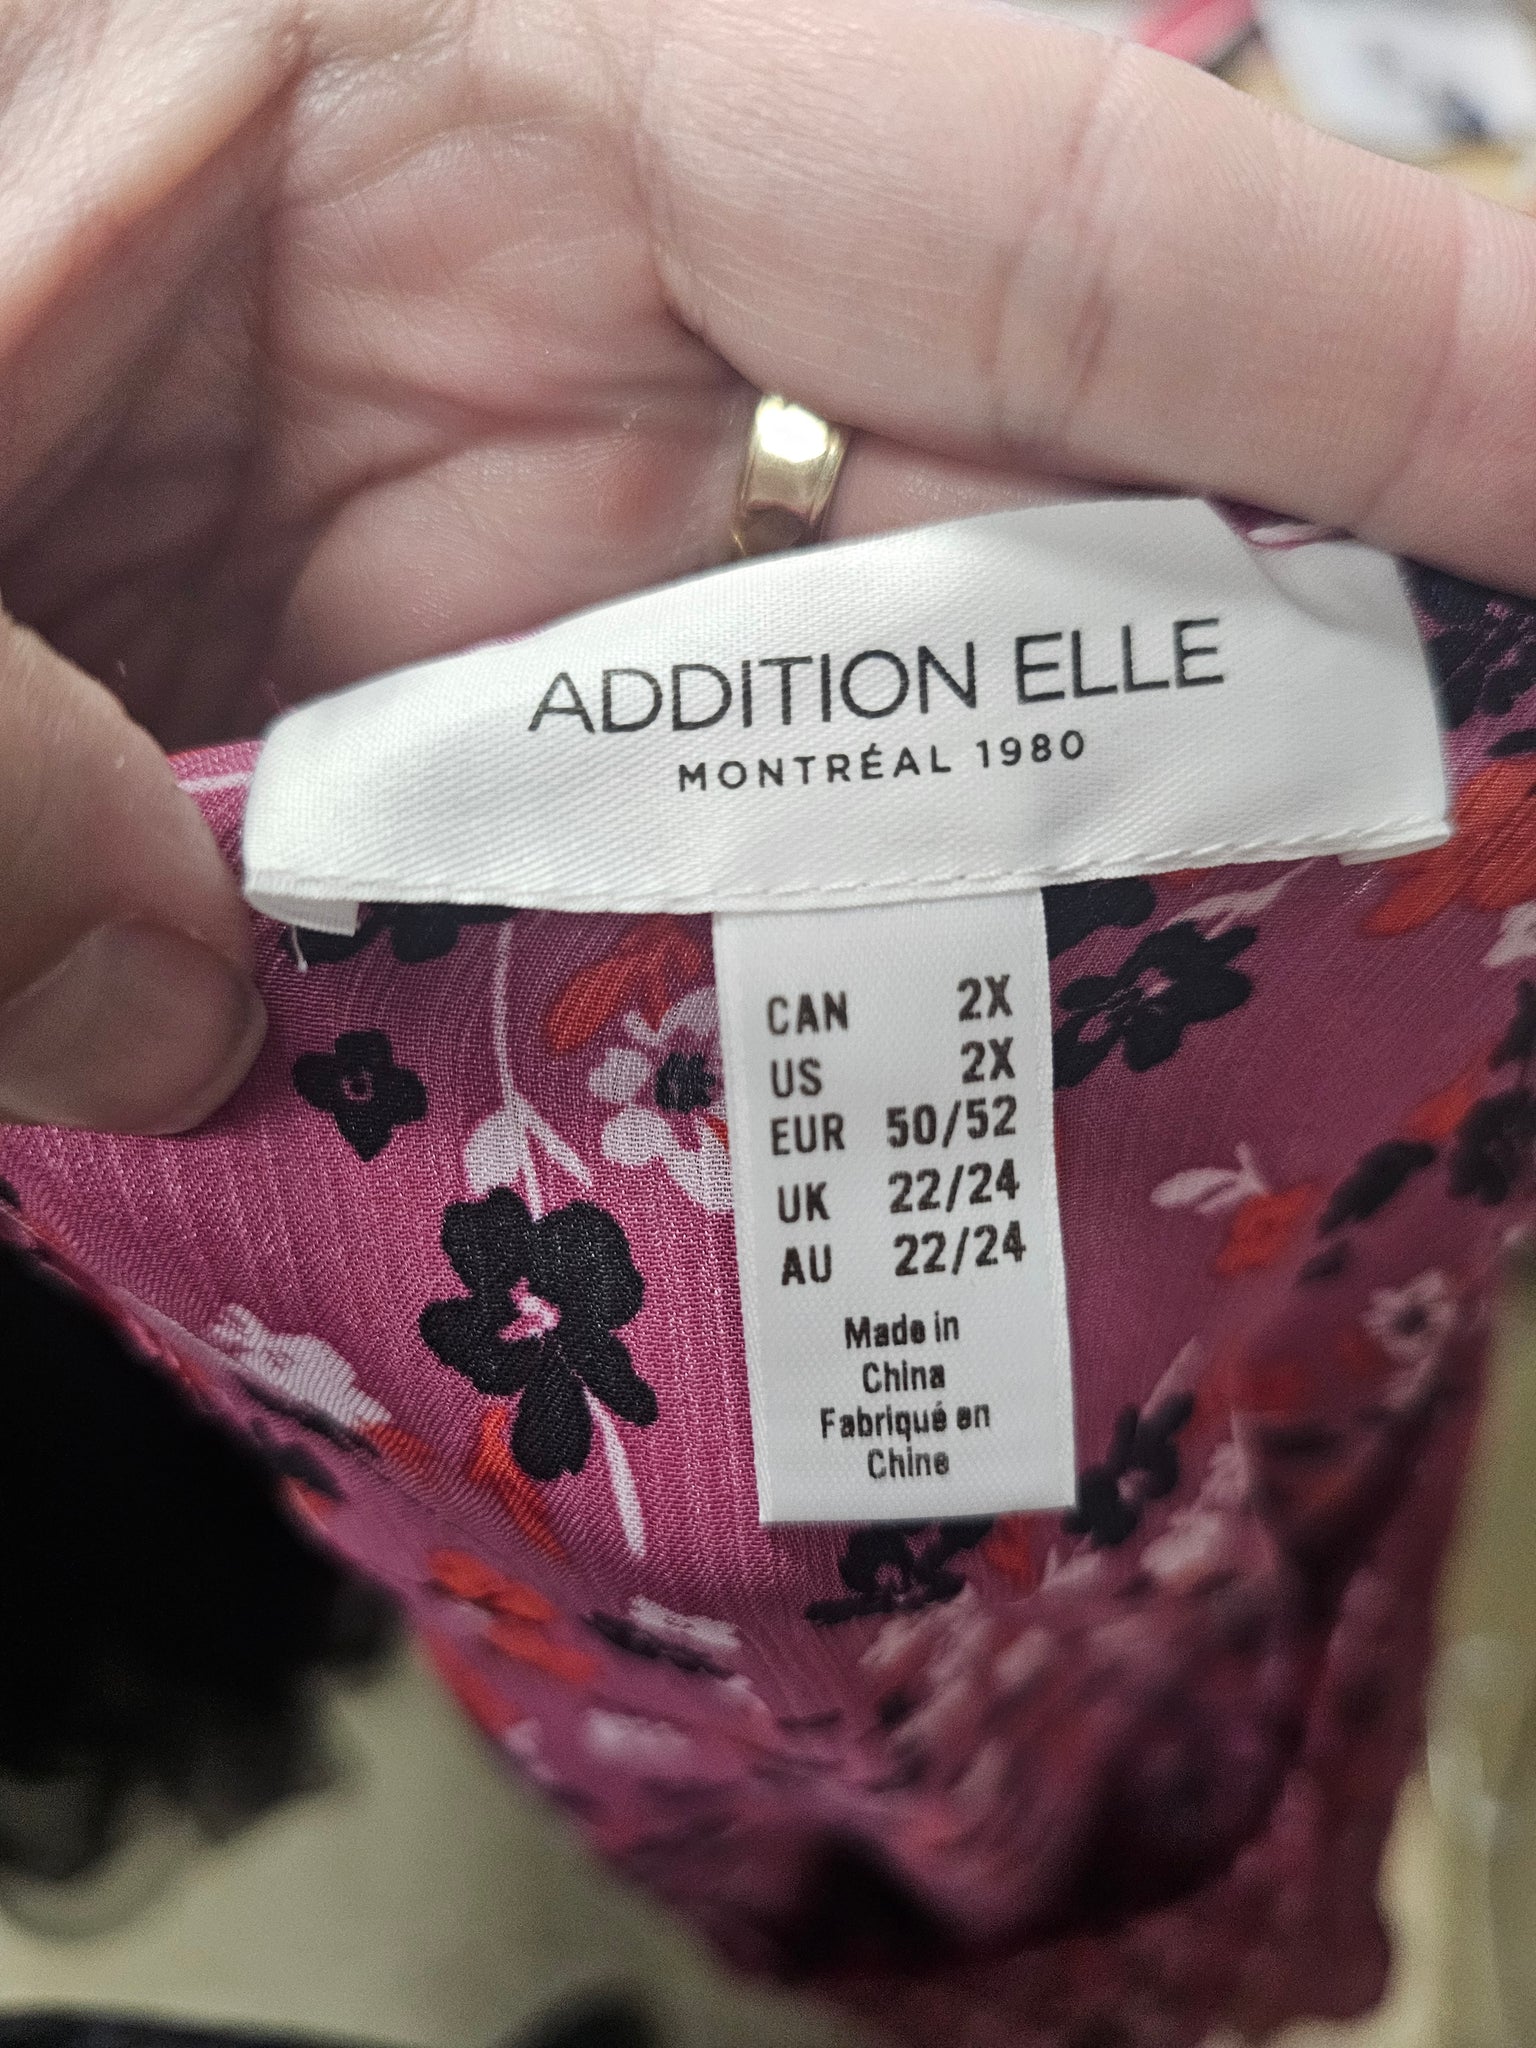 ADDITION ELLE
MONTRÉAL 1980
CAN 2X
US 2X
EUR 50/52
UK 22/24
AU 22/24
Made in
China
Fabriqué en
Chine